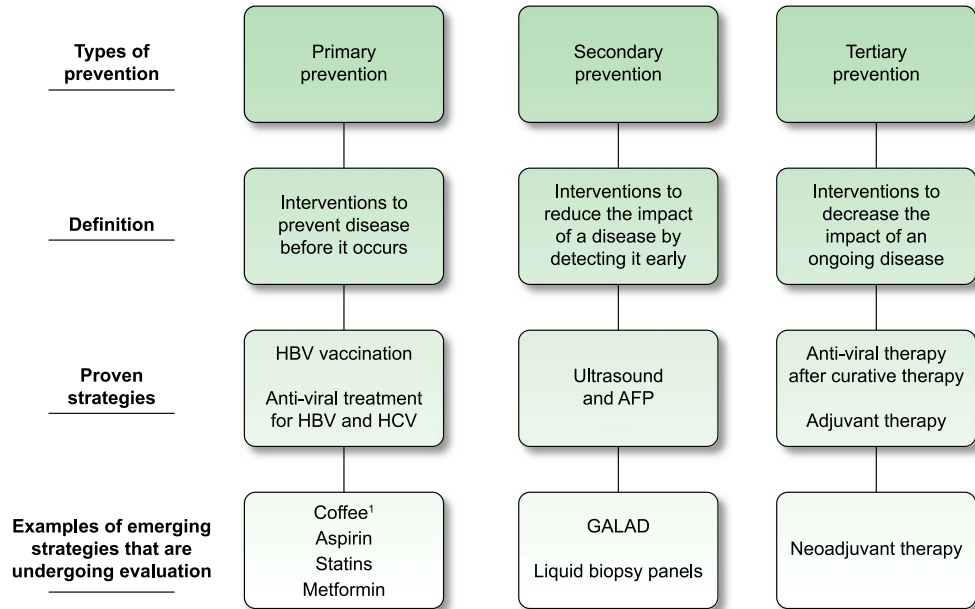 Types of
prevention
Primary
prevention
Secondary
prevention
Tertiary
prevention
Definition
Interventions to
prevent disease
before it occurs
Interventions to
reduce the impact
of a disease by
detecting it early
Interventions to
decrease the
impact of an
ongoing disease
Proven
strategies
HBV vaccination
Anti-viral treatment
for HBV and HCV
Ultrasound
and AFP
Anti-viral therapy
after curative therapy
Adjuvant therapy
Examples of emerging
strategies that are
undergoing evaluation
Coffee¹
Aspirin
Statins
Metformin
GALAD
Liquid biopsy panels
Neoadjuvant therapy